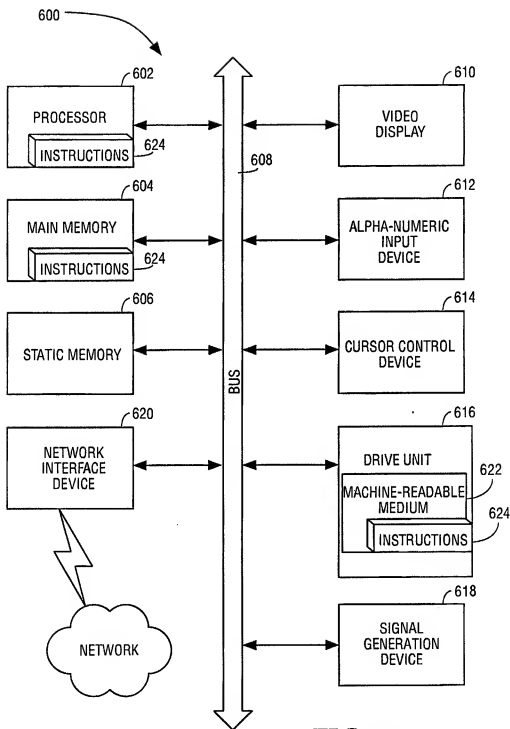 600
602
PROCESSOR
INSTRUCTIONS
624
604
MAIN MEMORY
INSTRUCTIONS
624
606
STATIC MEMORY
620
NETWORK
INTERFACE
DEVICE
NETWORK
608
BUS
610
VIDEO
DISPLAY
612
ALPHA-NUMERIC
INPUT
DEVICE
614
CURSOR CONTROL
DEVICE
616
DRIVE UNIT
622
MACHINE-READABLE
MEDIUM
INSTRUCTIONS
624
618
SIGNAL
GENERATION
DEVICE